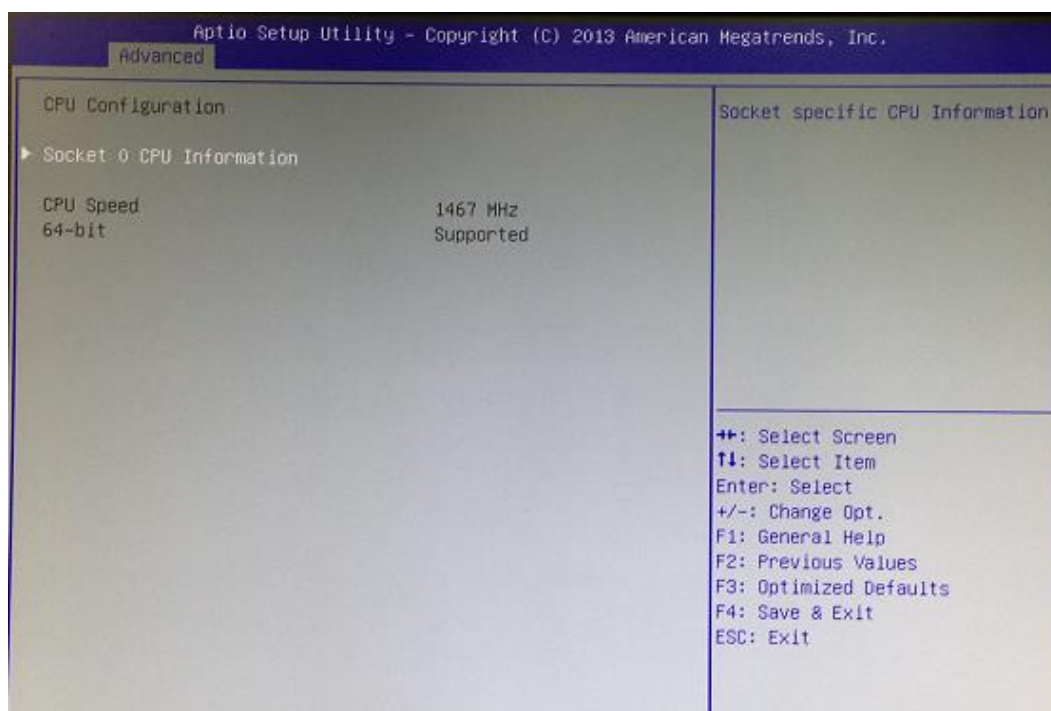 Aptio Setup Utility - Copyright (C) 2013 American Megatrends, Inc.
Advanced
CPU Configuration
Socket 0 CPU Information
CPU Speed 1467 MHz
64-bit Supported
Socket specific CPU Information
→←: Select Screen
↑↓: Select Item
Enter: Select
+/-: Change Opt.
F1: General Help
F2: Previous Values
F3: Optimized Defaults
F4: Save & Exit
ESC: Exit